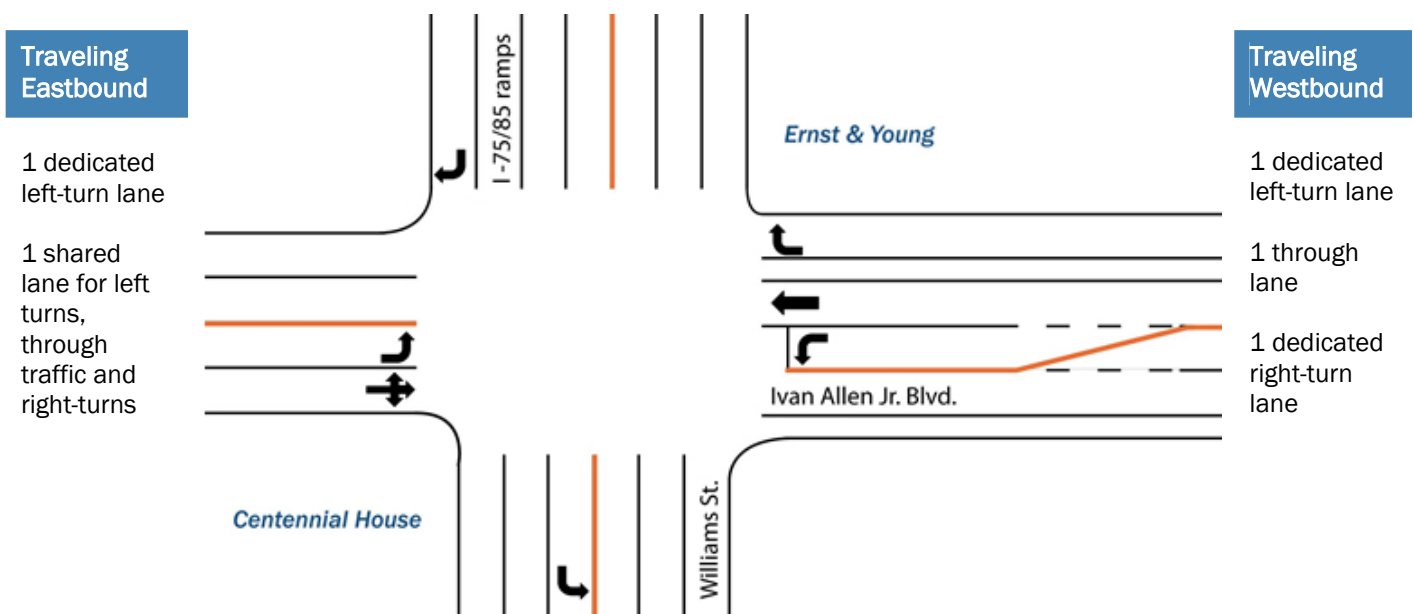 Traveling
Eastbound
1 dedicated
left-turn lane
1 shared
lane for left
turns,
through
traffic and
right-turns
I -75/85 ramps
Ernst & Young
Ivan Allen Jr. Blvd.
Centennial House
Williams St.
Traveling
Westbound
1 dedicated
left-turn lane
1 through
lane
1 dedicated
right-turn
lane